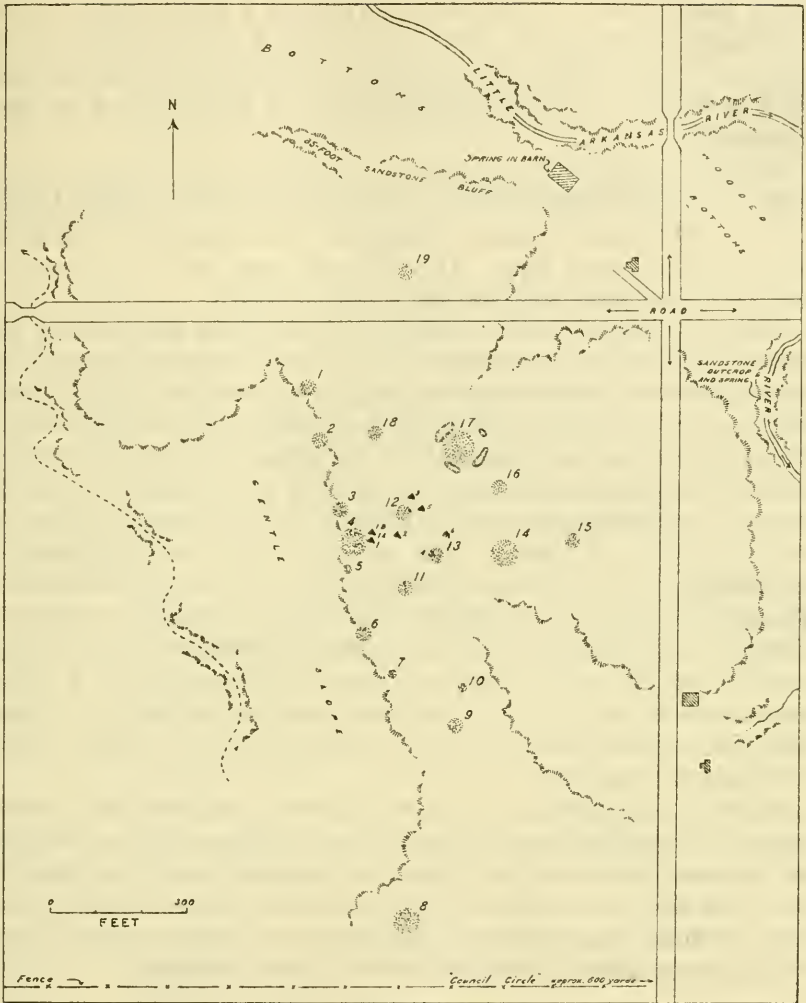 BOTTOMS
LITTLE
ARKANSAS
RIVER
N
SPRING IN BARN
SANDSTONE
BLUFF
WOODED
BOTTOMS
19
ROAD
SANDSTONE
OUTCROP
AND SPRING
RIVER
1
2
18
17
3
16
12
4
15
13
14
5
11
GENTLE
6
7
10
SLOPE
9
0 300
FEET
8
Fence
"Council Circle" approx. 600 yards